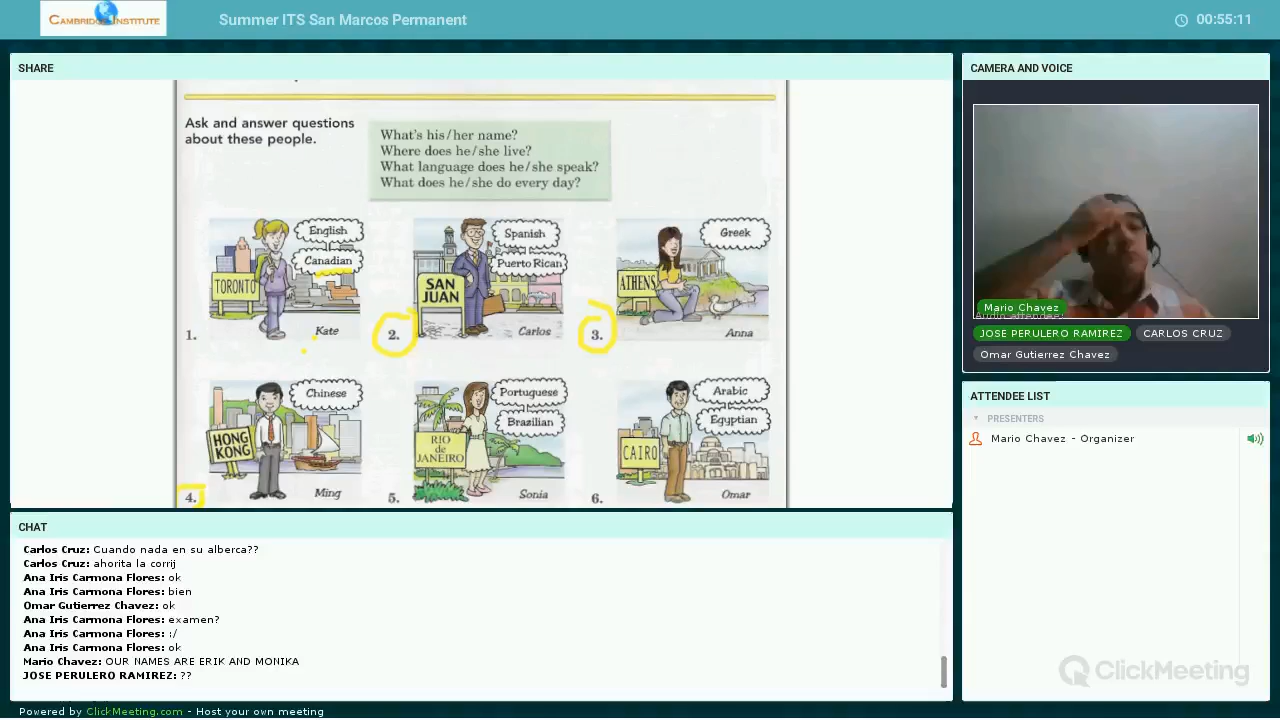 CAMBRIDGE INSTITUTE
Summer ITS San Marcos Permanent
00:55:11
SHARE
Ask and answer questions
about these people.
What's his/her name?
Where does he/she live?
What language does he/she speak?
What does he/she do every day?
English
Canadian
TORONTO
1.
Kate
Spanish
Puerto Rican
SAN
JUAN
2.
Carlos
Greek
ATHENS
3.
Anna
Chinese
HONG
KONG
4.
Ming
Portuguese
Brazilian
RIO
de
JANEIRO
5.
Sonia
Arabic
Egyptian
CAIRO
6.
Omar
CHAT
Carlos Cruz: Cuando nada en su alberca??
Carlos Cruz: ahorita la corrij
Ana Iris Carmona Flores: ok
Ana Iris Carmona Flores: bien
Omar Gutierrez Chavez: ok
Ana Iris Carmona Flores: examen?
Ana Iris Carmona Flores: :/
Ana Iris Carmona Flores: ok
Mario Chavez: OUR NAMES ARE ERIK AND MONIKA
JOSE PERULERO RAMIREZ: ??
CAMERA AND VOICE
Mario Chavez
Audio attendee:
JOSE PERULERO RAMIREZ CARLOS CRUZ
Omar Gutierrez Chavez
ATTENDEE LIST
PRESENTERS
Mario Chavez - Organizer
ClickMeeting
Powered by ClickMeeting.com - Host your own meeting